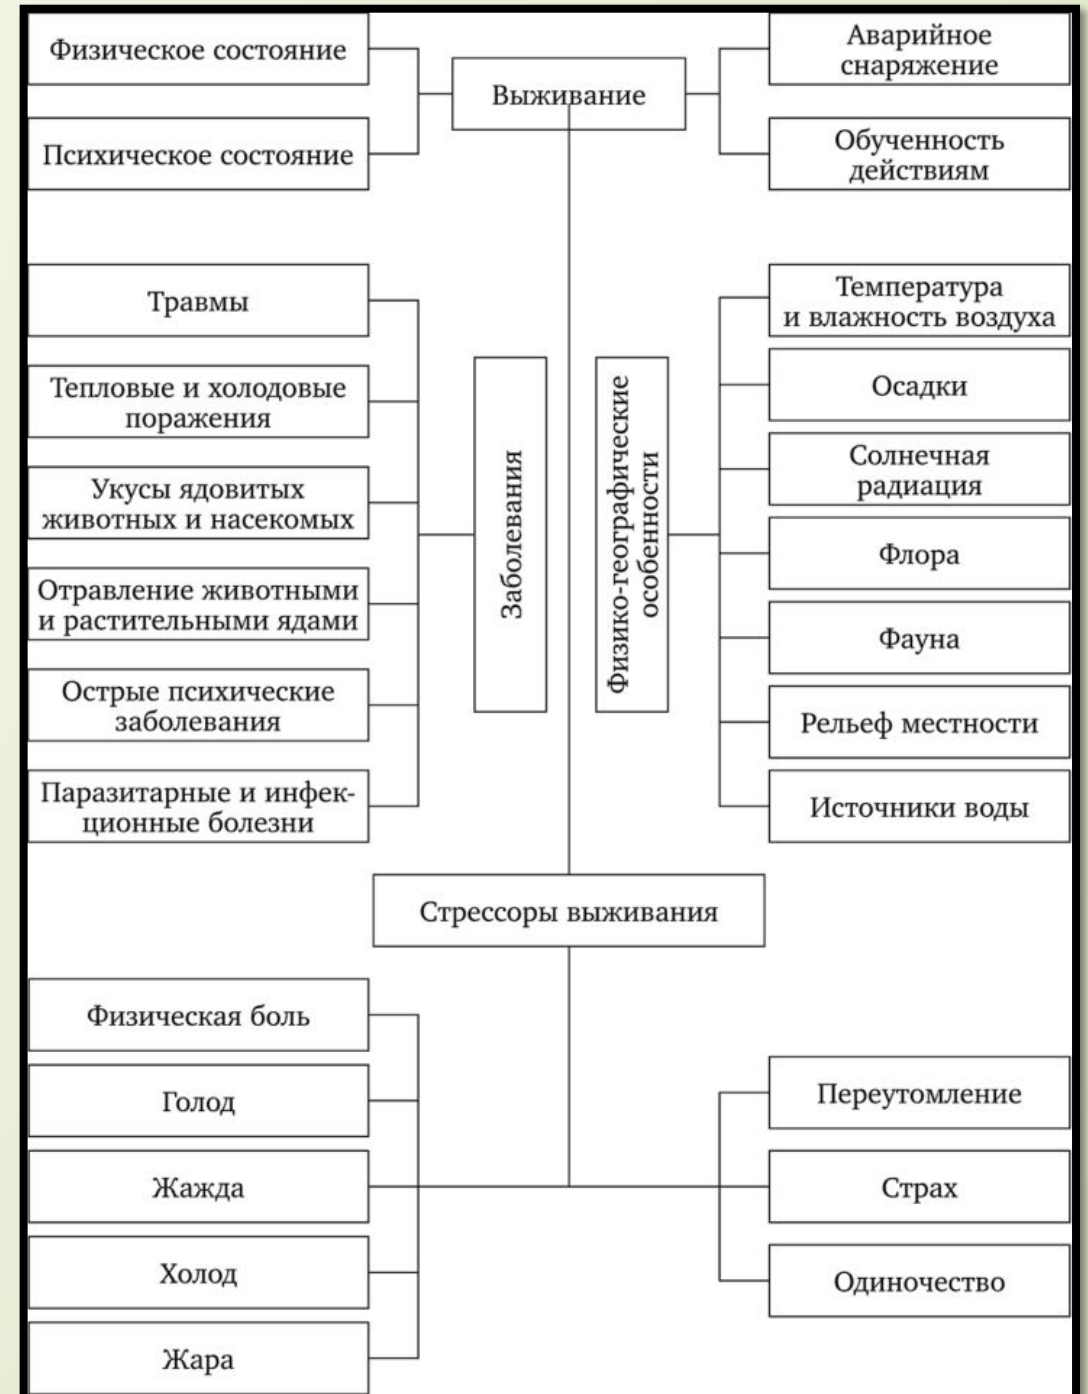 Физическое состояние
Психическое состояние
Выживание
Аварийное
снаряжение
Обученность
действиям
Травмы
Тепловые и холодовые
поражения
Укусы ядовитых
животных и насекомых
Отравление животными
и растительными ядами
Острые психические
заболевания
Паразитарные и инфек-
ционные болезни
Заболевания
Физико-географические
особенности
Температура
и влажность воздуха
Осадки
Солнечная
радиация
Флора
Фауна
Рельеф местности
Источники воды
Стрессоры выживания
Физическая боль
Голод
Жажда
Холод
Жара
Переутомление
Страх
Одиночество